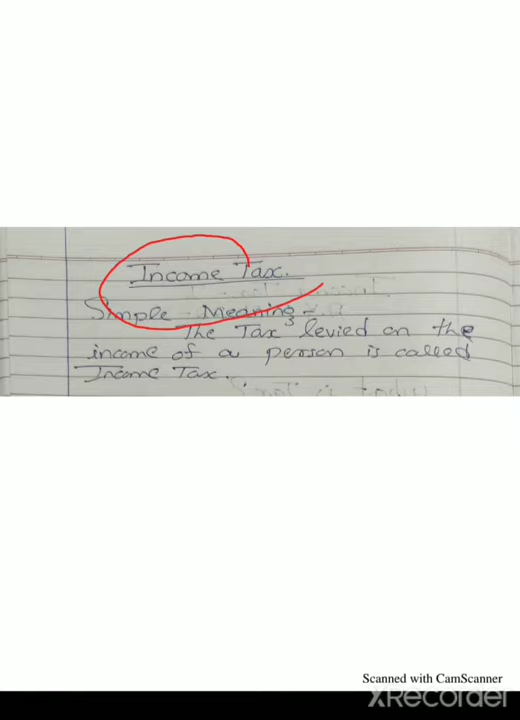 Income Tax.
Simple Meaning -
The Tax levied on the
income of a person is called
Income Tax.
Scanned with CamScanner
XRecorder